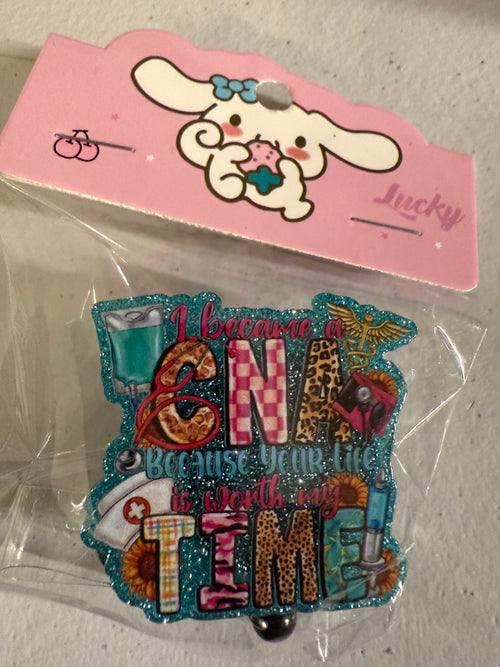 Lucky
I became a
CNA
BECAUSE YOUR LIFE
is worth my
TIME